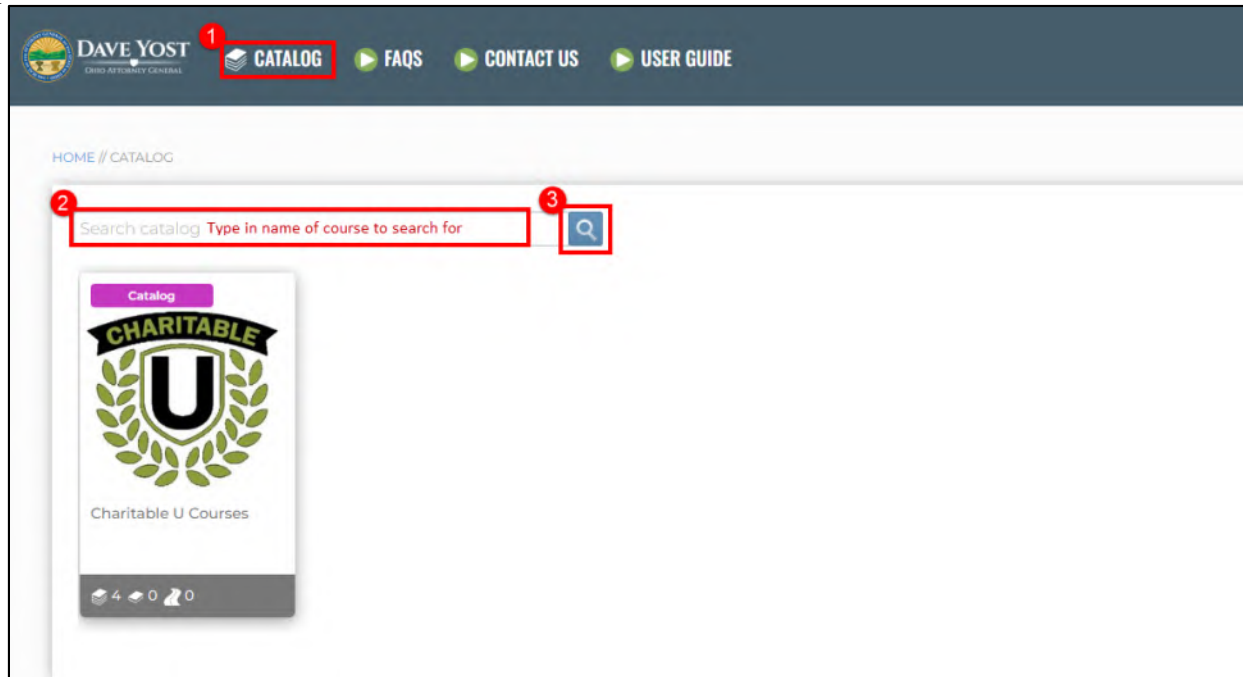 DAVE YOST
OHIO ATTORNEY GENERAL
1
CATALOG
FAQS
CONTACT US
USER GUIDE
HOME // CATALOG
2
3
Search catalog Type in name of course to search for
Catalog
CHARITABLE
U
Charitable U Courses
4 0 0